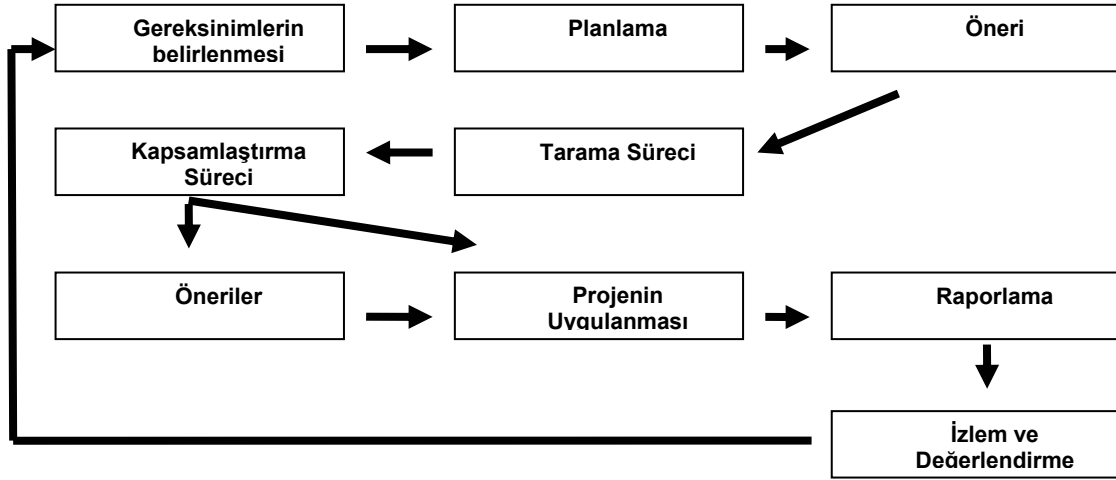 Gereksinimlerin
belirlenmesi
Planlama
Öneri
Kapsamlaştırma
Süreci
Tarama Süreci
Öneriler
Projenin
Uygulanması
Raporlama
İzlem ve
Değerlendirme